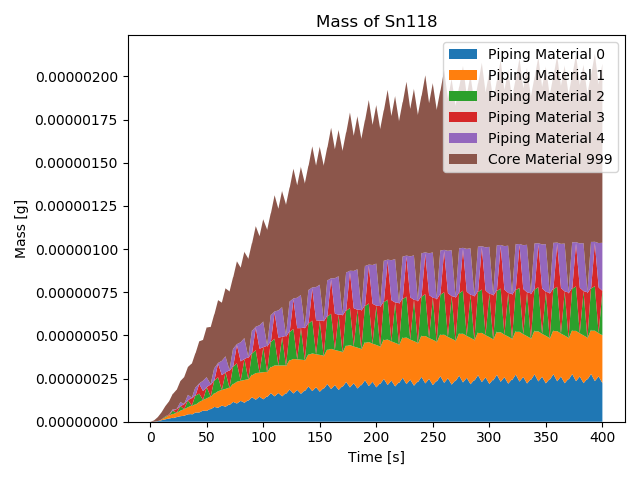 Mass of Sn118
Piping Material 0
Piping Material 1
Piping Material 2
Piping Material 3
Piping Material 4
Core Material 999
Mass [g]
0.00000200
0.00000175
0.00000150
0.00000125
0.00000100
0.00000075
0.00000050
0.00000025
0.00000000
0 50 100 150 200 250 300 350 400
Time [s]